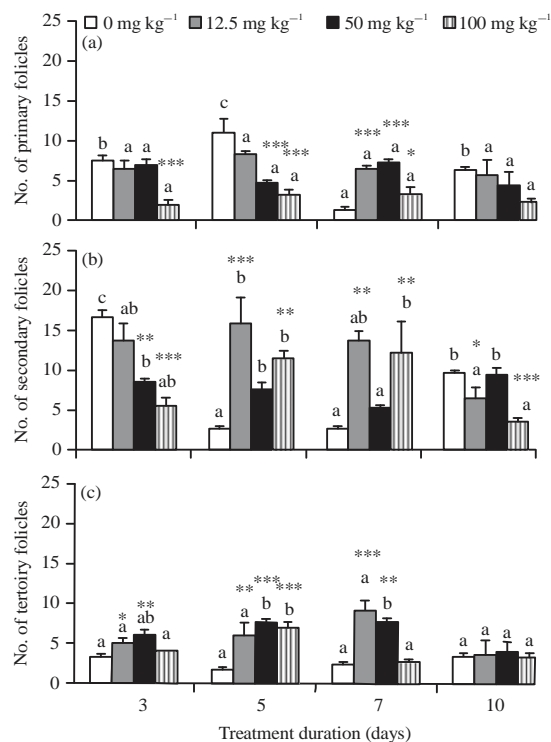 0 mg kg⁻¹ 12.5 mg kg⁻¹ 50 mg kg⁻¹ 100 mg kg⁻¹
25 (a)
20
15
10
5
0
No. of primary folicles
b a a *** a
c a *** a *** a
a *** a *** a * a
b a a a
25 (b)
20
15
10
5
0
No. of secondary folicles
c ab ** b *** ab
a *** b b ** b
a ** ab a ** b
b * a b *** a
25 (c)
20
15
10
5
0
No. of tertoiry folicles
a * a ** ab a
a ** a *** b *** b
a *** a ** b a
a a a a
3 5 7 10
Treatment duration (days)